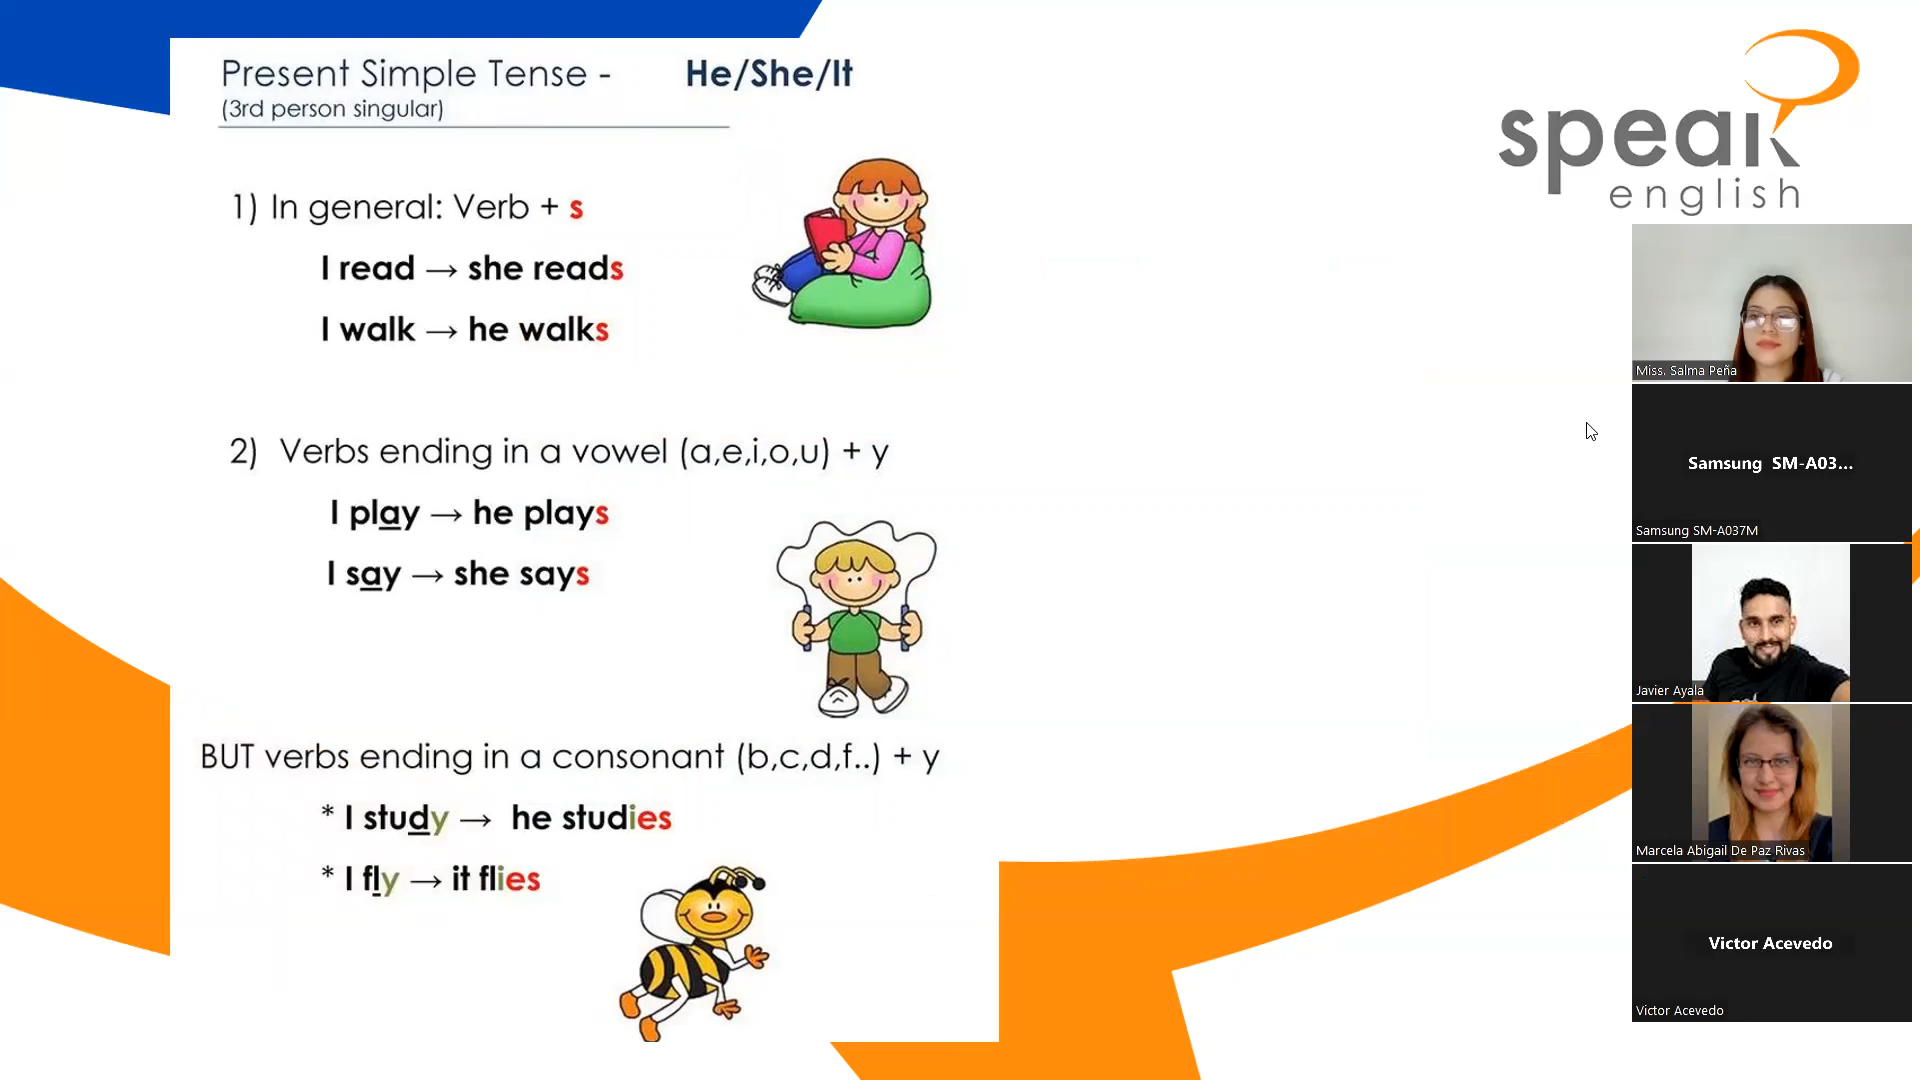 Present Simple Tense - He/She/It
(3rd person singular)
1) In general: Verb + s
I read → she reads
I walk → he walks
2) Verbs ending in a vowel (a,e,i,o,u) + y
I play → he plays
I say → she says
BUT verbs ending in a consonant (b,c,d,f..) + y
* I study → he studies
* I fly → it flies
speak
english
Miss. Salma Peña
Samsung SM-A03...
Samsung SM-A037M
Javier Ayala
Marcela Abigail De Paz Rivas
Victor Acevedo
Victor Acevedo